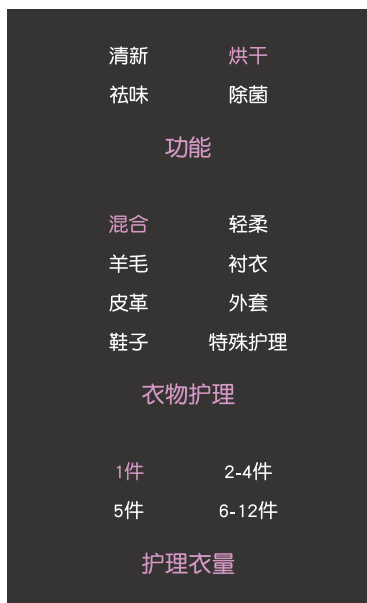 清新 烘干
祛味 除菌
功能
混合 轻柔
羊毛 衬衣
皮革 外套
鞋子 特殊护理
衣物护理
1件 2-4件
5件 6-12件
护理衣量